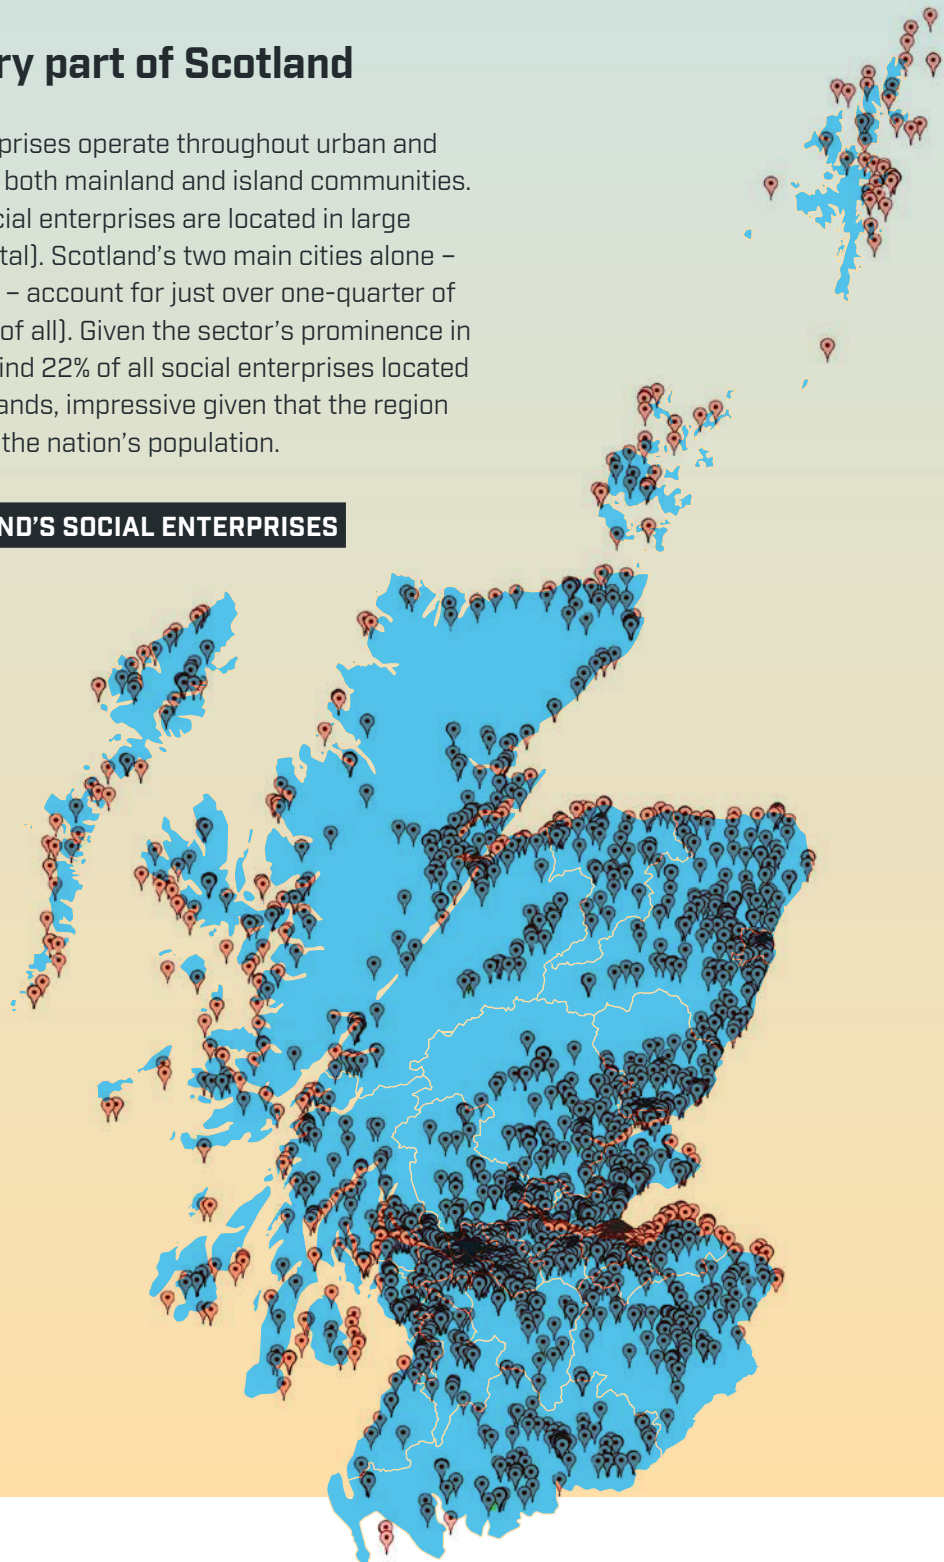 ry part of Scotland
prises operate throughout urban and
both mainland and island communities.
cial enterprises are located in large
tal). Scotland's two main cities alone –
– account for just over one-quarter of
of all). Given the sector's prominence in
ind 22% of all social enterprises located
ands, impressive given that the region
the nation's population.
ND'S SOCIAL ENTERPRISES